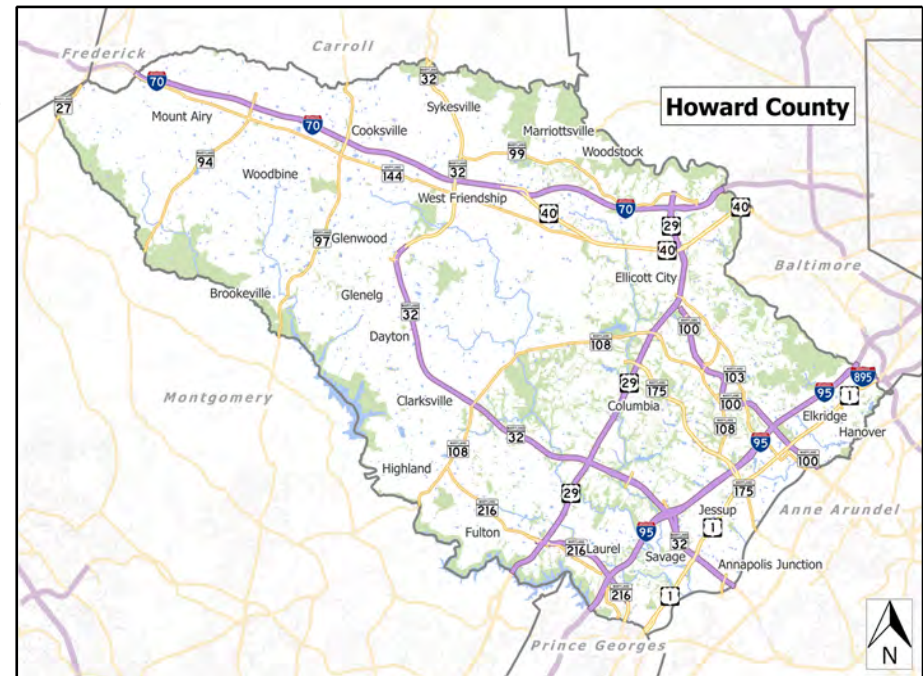 Carroll
Frederick
32
70
27
Sykesville
Howard County
Mount Airy
70
Cooksville
Marriottsville
MARYLAND
99
Woodstock
94
32
144
Woodbine
West Friendship
40
70
40
29
97
Glenwood
40
Baltimore
Ellicott City
Brookeville
Glenelg
32
100
Dayton
108
103
895
95
29
175
1
Montgomery
Clarksville
Columbia
100
Elkridge
32
108
95
Hanover
108
100
Highland
175
29
216
Jessup
Anne Arundel
Fulton
95
1
216
Laurel
Savage
32
Annapolis Junction
216
1
Prince Georges
N